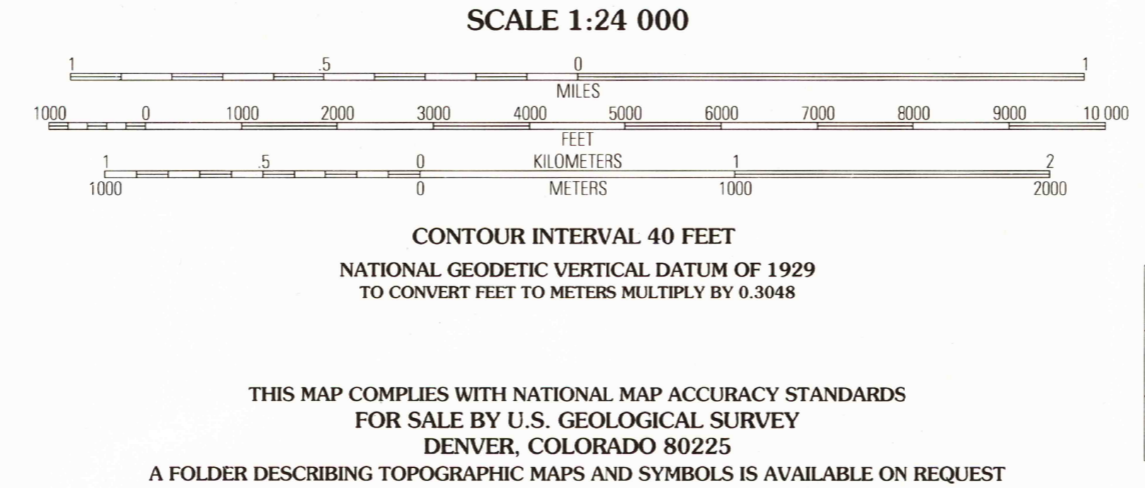 SCALE 1:24 000
1 .5 0 1
MILES
1000 0 1000 2000 3000 4000 5000 6000 7000 8000 9000 10 000
FEET
1 .5 0 KILOMETERS 1 2
1000 0 METERS 1000 2000
CONTOUR INTERVAL 40 FEET
NATIONAL GEODETIC VERTICAL DATUM OF 1929
TO CONVERT FEET TO METERS MULTIPLY BY 0.3048
THIS MAP COMPLIES WITH NATIONAL MAP ACCURACY STANDARDS
FOR SALE BY U.S. GEOLOGICAL SURVEY
DENVER, COLORADO 80225
A FOLDER DESCRIBING TOPOGRAPHIC MAPS AND SYMBOLS IS AVAILABLE ON REQUEST